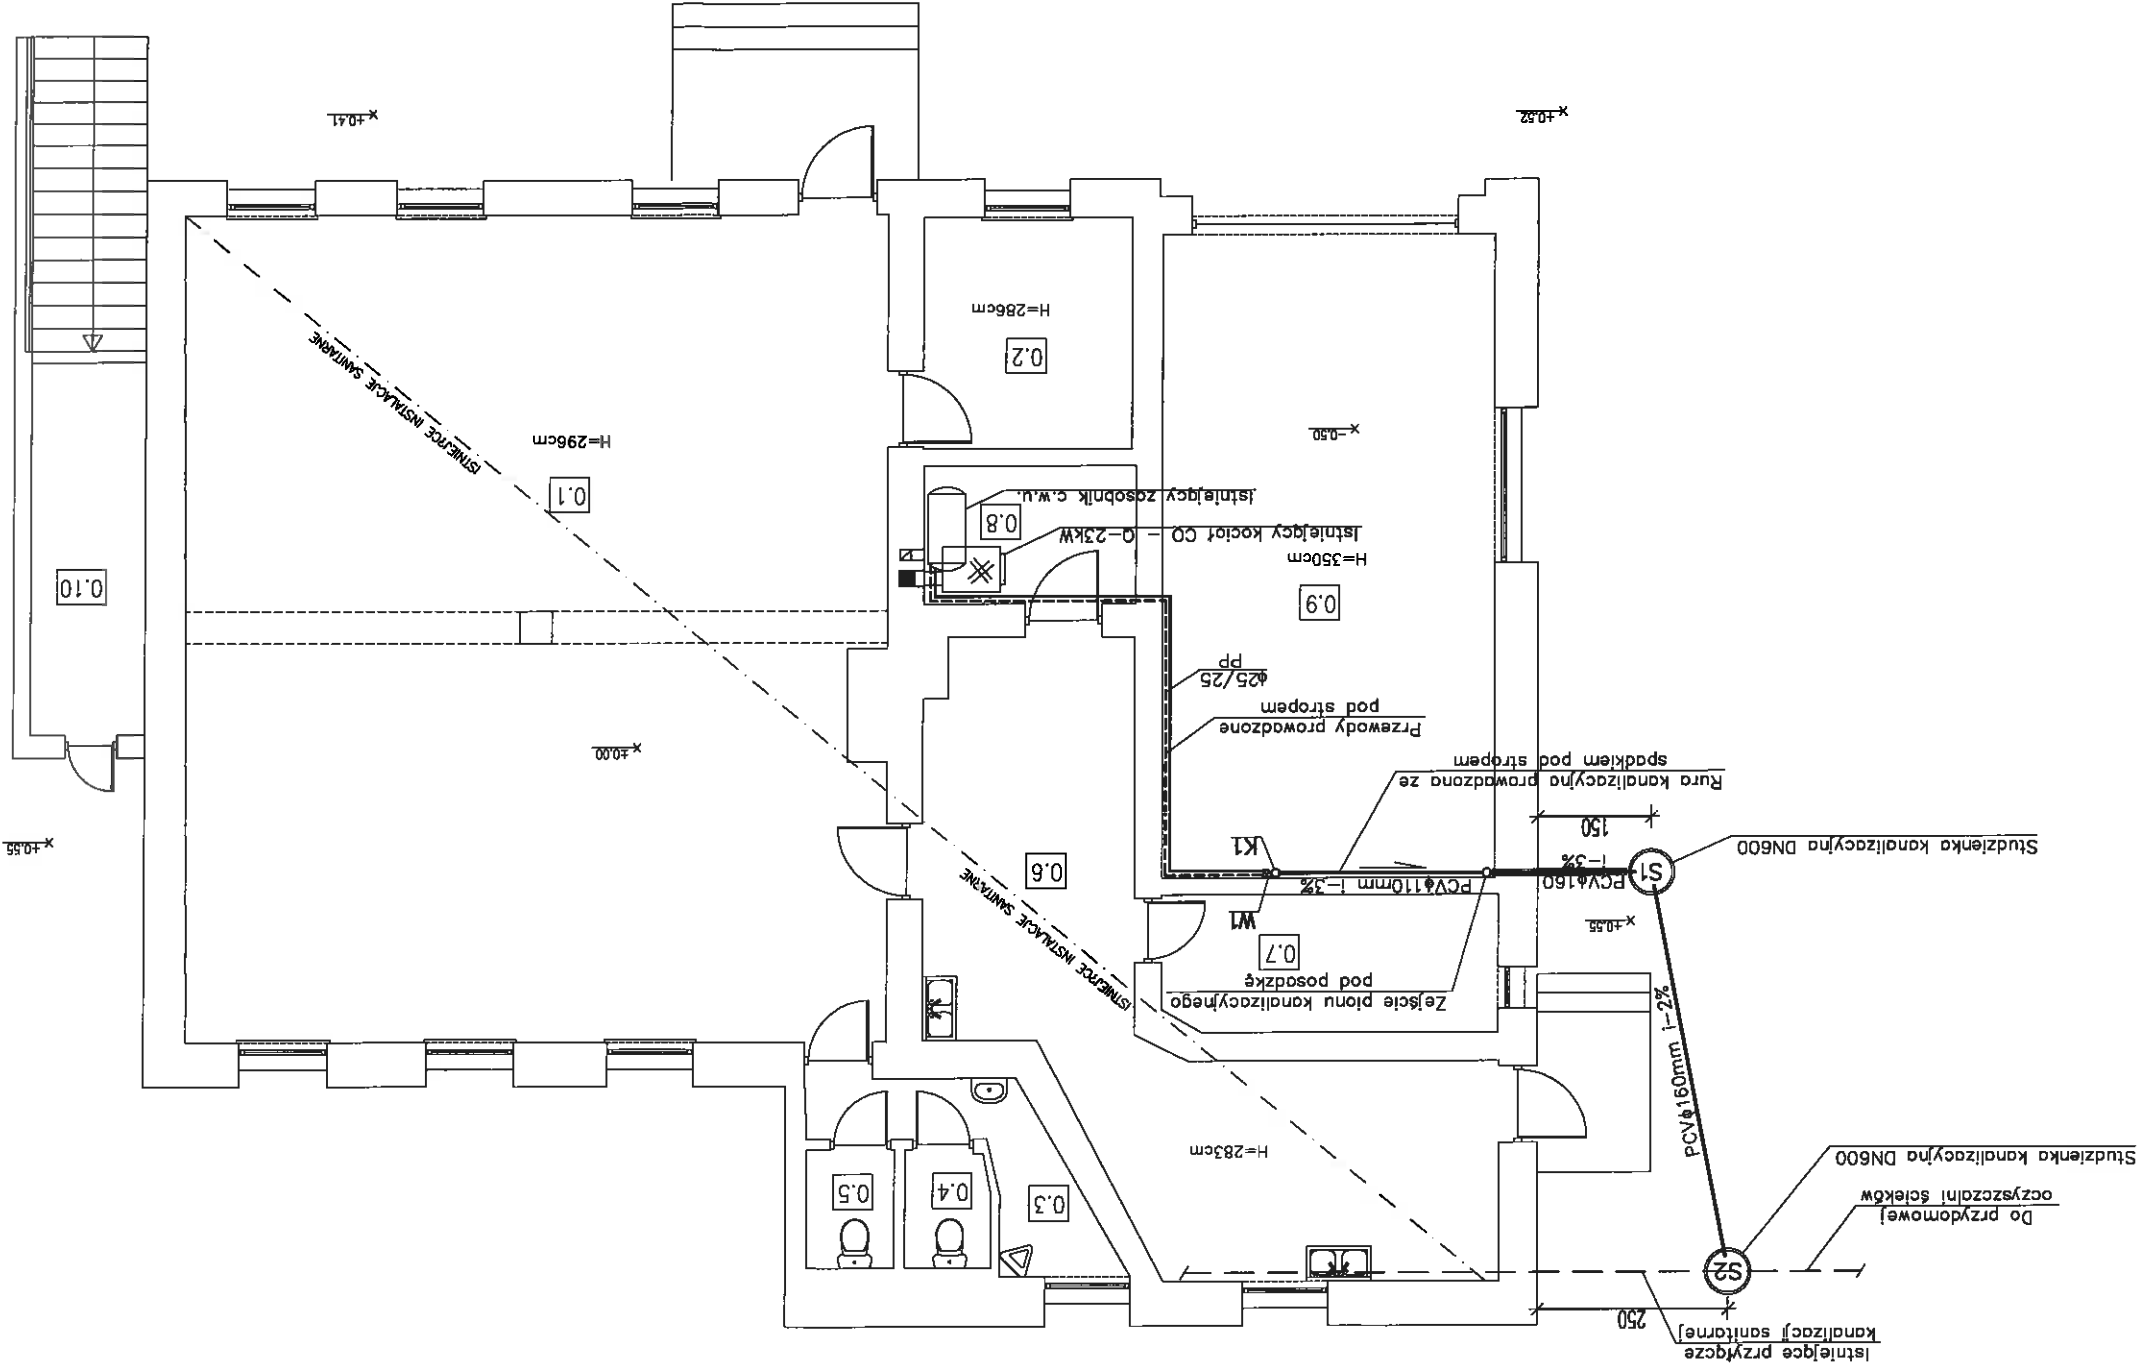 Istniejące przyłącze
kanalizacji sanitarnej
250
S2
Do przydomowej
oczyszczalni ścieków
Studzienka kanalizacyjna DN600
0.3
0.4
0.5
H=283cm
PCVϕ160mm i-2%
Zejście pionu kanalizacyjnego
pod posadzkę
0.7
ISTNIEJ?CE INSTALACJE SANITARNE
+0.55
W1
PCVϕ160
i-3%
PCVϕ110mm i-3%
S1
0.6
Studzienka kanalizacyjna DN600
K1
150
+0.55
Rura kanalizacyjna prowadzona ze
spadkiem pod stropem
±0.00
Przewody prowadzone
pod stropem
ϕ25/25
PP
0.9
H=350cm
0.10
Istniejący kocioł CO - Q-23kW
0.8
Istniejący zasobnik c.w.u.
0.1
H=296cm
-0.50
ISTNIEJ?CE INSTALACJE SANITARNE
0.2
H=286cm
+0.52
+0.41